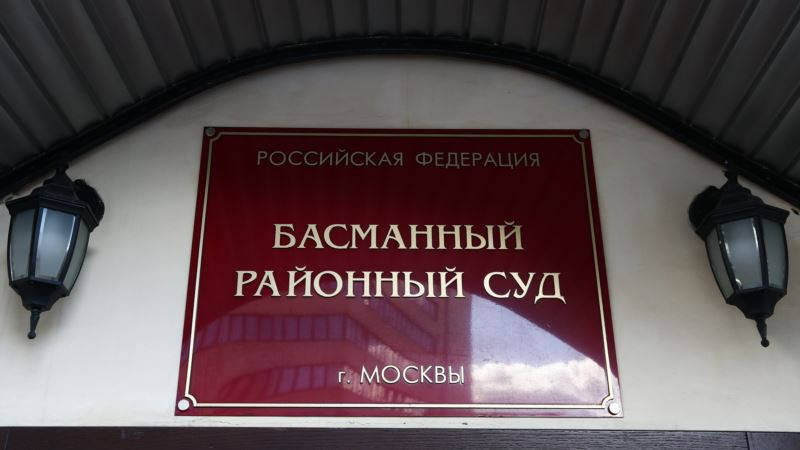 РОССИЙСКАЯ ФЕДЕРАЦИЯ
БАСМАННЫЙ
РАЙОННЫЙ СУД
г. МОСКВЫ